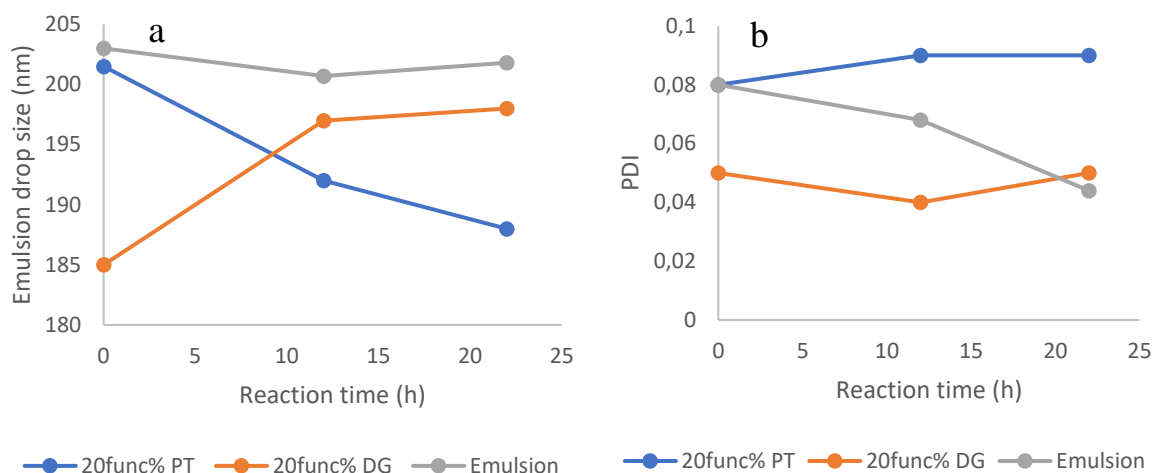 a
Emulsion drop size (nm)
205
200
195
190
185
180
0 5 10 15 20 25
Reaction time (h)
20func% PT 20func% DG Emulsion
b
PDI
0,1
0,08
0,06
0,04
0,02
0
0 5 10 15 20 25
Reaction time (h)
20func% PT 20func% DG Emulsion